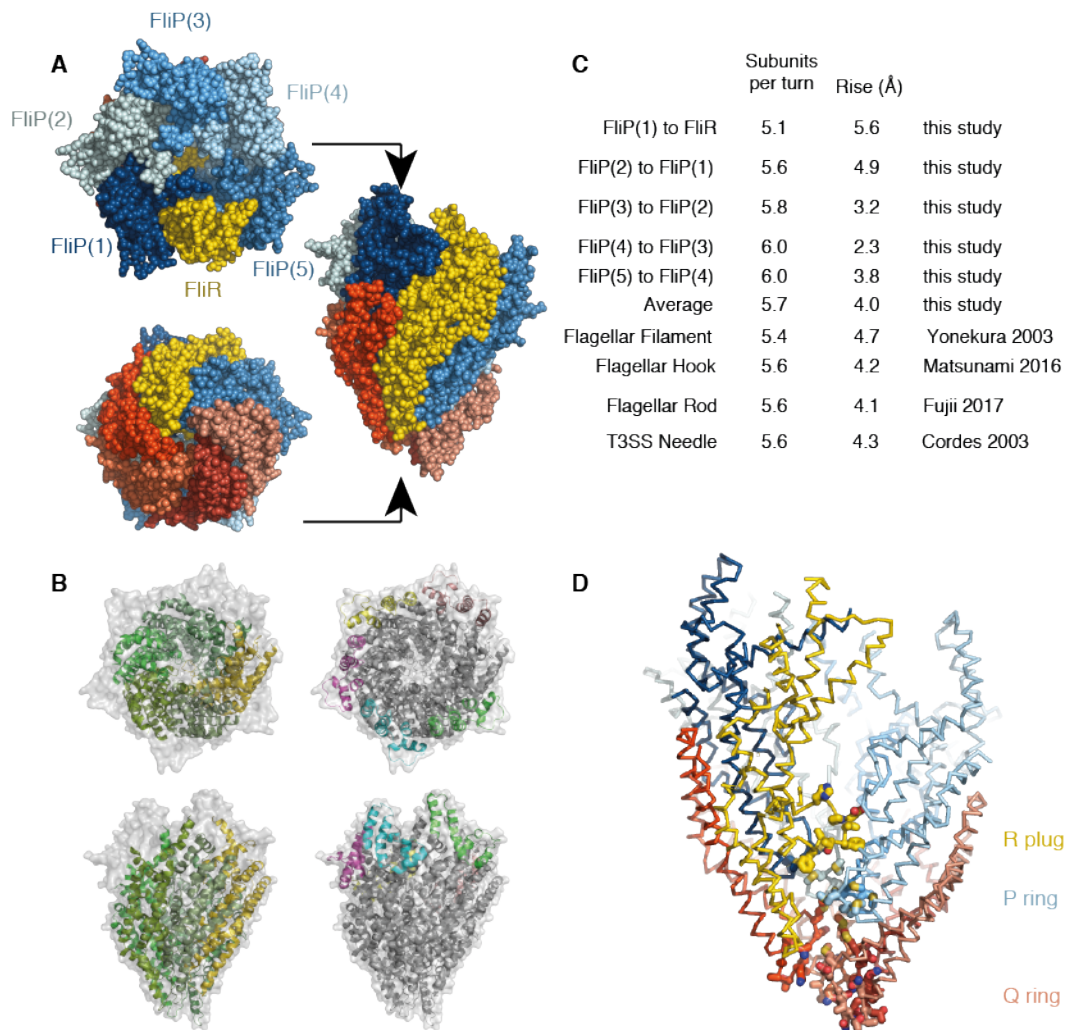 A
FliP(3)
FliP(4)
FliP(2)
FliP(1)
FliP(5)
FliR
C
Subunits per turn Rise (Å)
FliP(1) to FliR 5.1 5.6 this study
FliP(2) to FliP(1) 5.6 4.9 this study
FliP(3) to FliP(2) 5.8 3.2 this study
FliP(4) to FliP(3) 6.0 2.3 this study
FliP(5) to FliP(4) 6.0 3.8 this study
Average 5.7 4.0 this study
Flagellar Filament 5.4 4.7 Yonekura 2003
Flagellar Hook 5.6 4.2 Matsunami 2016
Flagellar Rod 5.6 4.1 Fujii 2017
T3SS Needle 5.6 4.3 Cordes 2003
B
D
R plug
P ring
Q ring